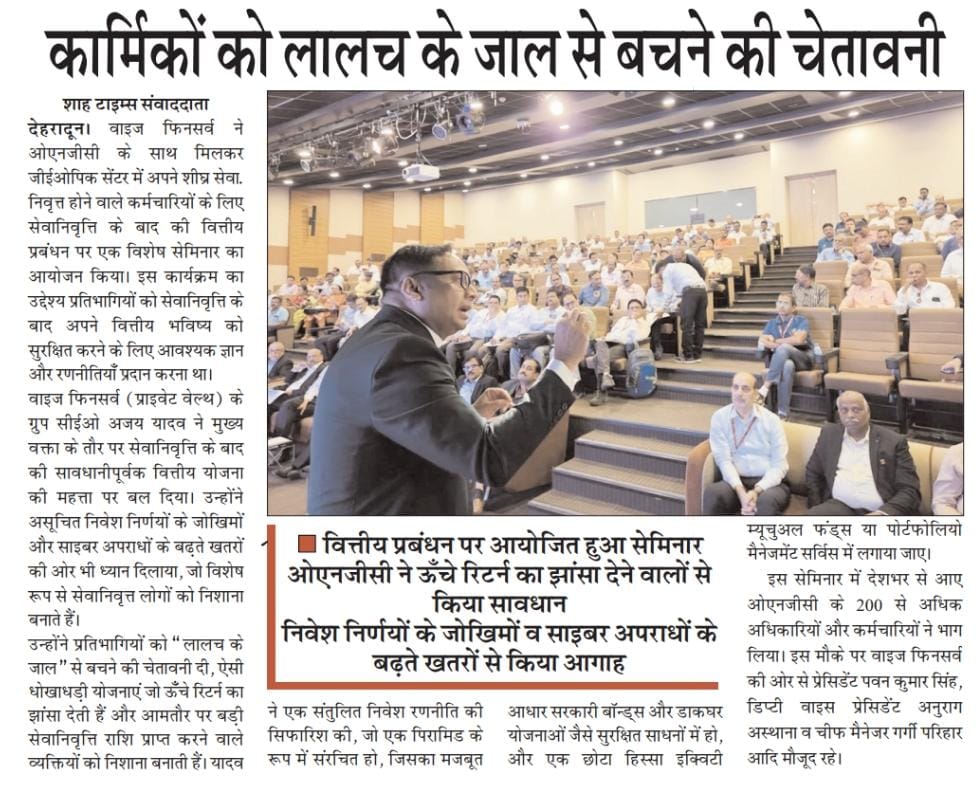 कार्मिकों को लालच के जाल से बचने की चेतावनी
शाह टाइम्स संवाददाता
देहरादून। वाइज फिनसर्व ने
ओएनजीसी के साथ मिलकर
जीईओपिक सेंटर में अपने शीघ्र सेवा.
निवृत्त होने वाले कर्मचारियों के लिए
सेवानिवृत्ति के बाद की वित्तीय
प्रबंधन पर एक विशेष सेमिनार का
आयोजन किया। इस कार्यक्रम का
उद्देश्य प्रतिभागियों को सेवानिवृत्ति के
बाद अपने वित्तीय भविष्य को
सुरक्षित करने के लिए आवश्यक ज्ञान
और रणनीतियाँ प्रदान करना था।
वाइज फिनसर्व (प्राइवेट वेल्थ) के
ग्रुप सीईओ अजय यादव ने मुख्य
वक्ता के तौर पर सेवानिवृत्ति के बाद
की सावधानीपूर्वक वित्तीय योजना
की महत्ता पर बल दिया। उन्होंने
असूचित निवेश निर्णयों के जोखिमों
और साइबर अपराधों के बढ़ते खतरों
की ओर भी ध्यान दिलाया, जो विशेष
रूप से सेवानिवृत्त लोगों को निशाना
बनाते हैं।
उन्होंने प्रतिभागियों को “लालच के
जाल” से बचने की चेतावनी दी, ऐसी
धोखाधड़ी योजनाएं जो ऊँचे रिटर्न का
झांसा देती हैं और आमतौर पर बड़ी
सेवानिवृत्ति राशि प्राप्त करने वाले
व्यक्तियों को निशाना बनाती हैं। यादव
वित्तीय प्रबंधन पर आयोजित हुआ सेमिनार
ओएनजीसी ने ऊँचे रिटर्न का झांसा देने वालों से
किया सावधान
निवेश निर्णयों के जोखिमों व साइबर अपराधों के
बढ़ते खतरों से किया आगाह
ने एक संतुलित निवेश रणनीति की
सिफारिश की, जो एक पिरामिड के
रूप में संरचित हो, जिसका मजबूत
आधार सरकारी बॉन्ड्स और डाकघर
योजनाओं जैसे सुरक्षित साधनों में हो,
और एक छोटा हिस्सा इक्विटी
म्यूचुअल फंड्स या पोर्टफोलियो
मैनेजमेंट सर्विस में लगाया जाए।
इस सेमिनार में देशभर से आए
ओएनजीसी के 200 से अधिक
अधिकारियों और कर्मचारियों ने भाग
लिया। इस मौके पर वाइज फिनसर्व
की ओर से प्रेसिडेंट पवन कुमार सिंह,
डिप्टी वाइस प्रेसिडेंट अनुराग
अस्थाना व चीफ मैनेजर गर्गी परिहार
आदि मौजूद रहे।